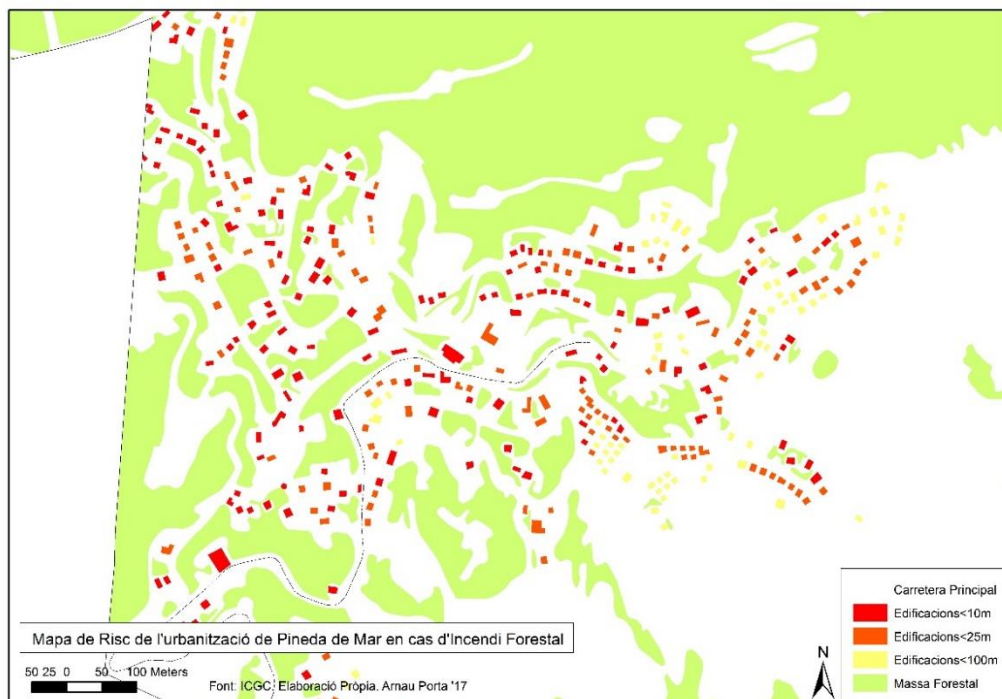 Carretera Principal
Edificacions<10m
Edificacions<25m
Edificacions<100m
Massa Forestal
Mapa de Risc de l'urbanització de Pineda de Mar en cas d'Incendi Forestal
50 25 0 50 100 Meters
Font: ICGC. Elaboració Pròpia. Arnau Porta '17
N